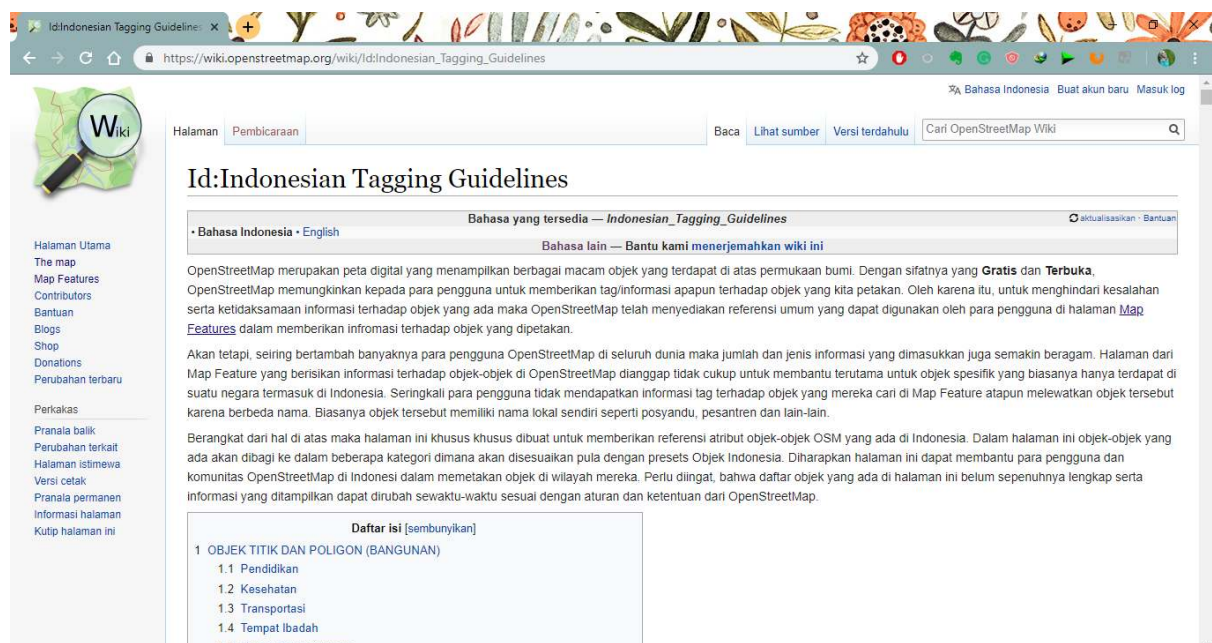 Id:Indonesian Tagging Guideline
https://wiki.openstreetmap.org/wiki/Id:Indonesian_Tagging_Guidelines
Bahasa Indonesia Buat akun baru Masuk log
Wiki
Halaman Pembicaraan Baca Lihat sumber Versi terdahulu Cari OpenStreetMap Wiki
Id:Indonesian Tagging Guidelines
Bahasa yang tersedia — Indonesian_Tagging_Guidelines aktualisasikan · Bantuan
• Bahasa Indonesia • English
Bahasa lain — Bantu kami menerjemahkan wiki ini
OpenStreetMap merupakan peta digital yang menampilkan berbagai macam objek yang terdapat di atas permukaan bumi. Dengan sifatnya yang Gratis dan Terbuka,
OpenStreetMap memungkinkan kepada para pengguna untuk memberikan tag/informasi apapun terhadap objek yang kita petakan. Oleh karena itu, untuk menghindari kesalahan
serta ketidaksamaan informasi terhadap objek yang ada maka OpenStreetMap telah menyediakan referensi umum yang dapat digunakan oleh para pengguna di halaman Map
Features dalam memberikan infromasi terhadap objek yang dipetakan.
Akan tetapi, seiring bertambah banyaknya para pengguna OpenStreetMap di seluruh dunia maka jumlah dan jenis informasi yang dimasukkan juga semakin beragam. Halaman dari
Map Feature yang berisikan informasi terhadap objek-objek di OpenStreetMap dianggap tidak cukup untuk membantu terutama untuk objek spesifik yang biasanya hanya terdapat di
suatu negara termasuk di Indonesia. Seringkali para pengguna tidak mendapatkan informasi tag terhadap objek yang mereka cari di Map Feature atapun melewatkan objek tersebut
karena berbeda nama. Biasanya objek tersebut memiliki nama lokal sendiri seperti posyandu, pesantren dan lain-lain.
Berangkat dari hal di atas maka halaman ini khusus khusus dibuat untuk memberikan referensi atribut objek-objek OSM yang ada di Indonesia. Dalam halaman ini objek-objek yang
ada akan dibagi ke dalam beberapa kategori dimana akan disesuaikan pula dengan presets Objek Indonesia. Diharapkan halaman ini dapat membantu para pengguna dan
komunitas OpenStreetMap di Indonesi dalam memetakan objek di wilayah mereka. Perlu diingat, bahwa daftar objek yang ada di halaman ini belum sepenuhnya lengkap serta
informasi yang ditampilkan dapat dirubah sewaktu-waktu sesuai dengan aturan dan ketentuan dari OpenStreetMap.
Daftar isi [sembunyikan]
1 OBJEK TITIK DAN POLIGON (BANGUNAN)
1.1 Pendidikan
1.2 Kesehatan
1.3 Transportasi
1.4 Tempat Ibadah
Halaman Utama
The map
Map Features
Contributors
Bantuan
Blogs
Shop
Donations
Perubahan terbaru
Perkakas
Pranala balik
Perubahan terkait
Halaman istimewa
Versi cetak
Pranala permanen
Informasi halaman
Kutip halaman ini